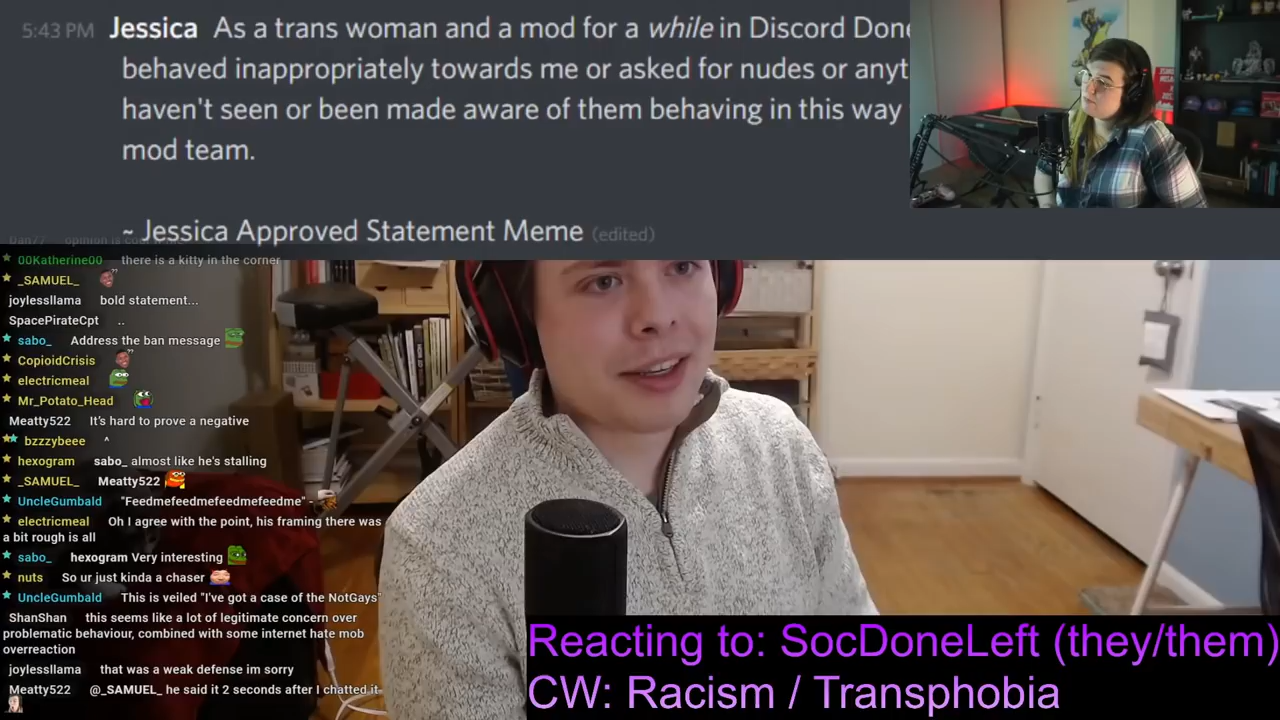 5:43 PM Jessica As a trans woman and a mod for a while in Discord Done
behaved inappropriately towards me or asked for nudes or anyt
haven't seen or been made aware of them behaving in this way
mod team.
~ Jessica Approved Statement Meme (edited)
Dan77 opinion is
00Katherine00 there is a kitty in the corner
_SAMUEL_
joylessllama bold statement...
SpacePirateCpt ..
sabo_ Address the ban message
CopioidCrisis
electricmeal
Mr_Potato_Head
Meatty522 It's hard to prove a negative
bzzzybeee ^
hexogram sabo_ almost like he's stalling
_SAMUEL_ Meatty522
UncleGumbald "Feedmefeedmefeedmefeedme" -
electricmeal Oh I agree with the point, his framing there was
a bit rough is all
sabo_ hexogram Very interesting
nuts So ur just kinda a chaser
UncleGumbald This is veiled "I've got a case of the NotGays"
ShanShan this seems like a lot of legitimate concern over
problematic behaviour, combined with some internet hate mob
overreaction
joylessllama that was a weak defense im sorry
Meatty522 @_SAMUEL_ he said it 2 seconds after I chatted it
Reacting to: SocDoneLeft (they/them)
CW: Racism / Transphobia